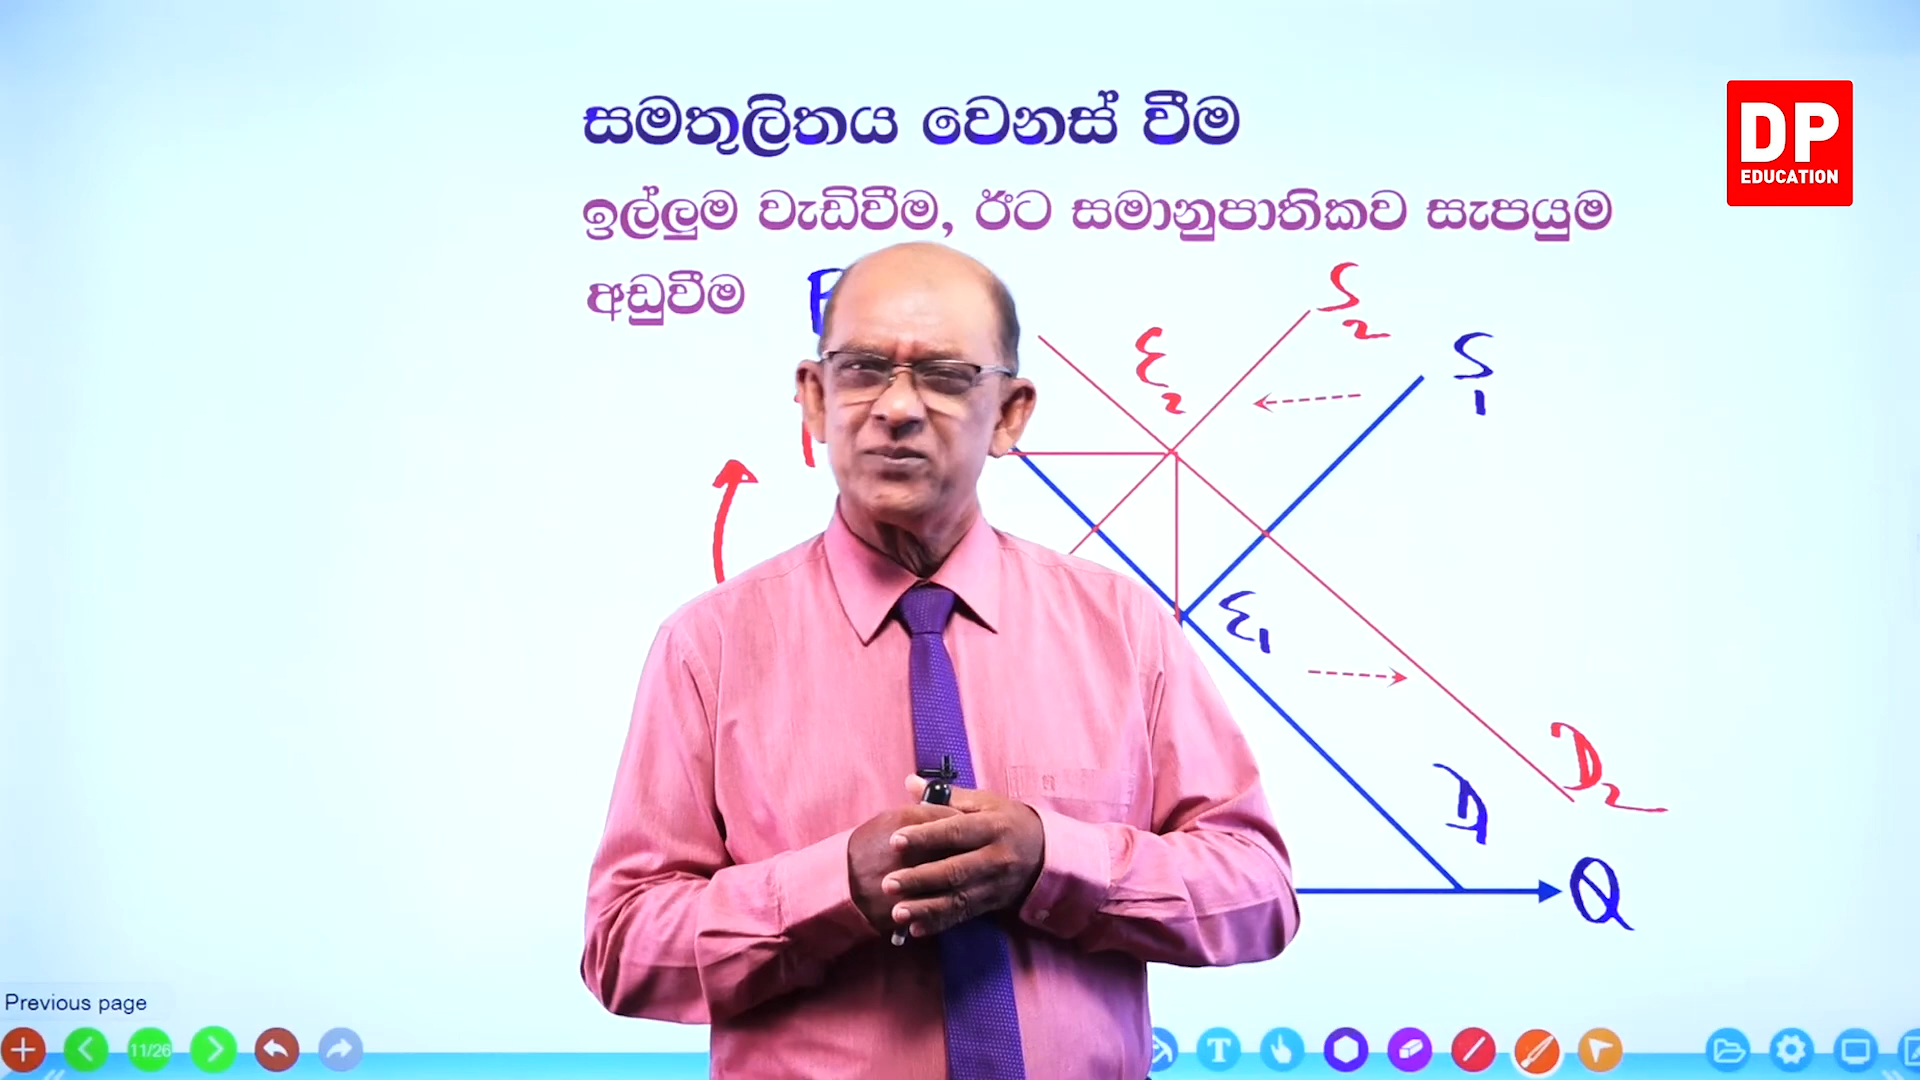 සමතුලිතය වෙනස් වීම
DP
EDUCATION
ඉල්ලුම වැඩිවීම, ඊට සමානුපාතිකව සැපයුම
අඩුවීම
S2
E2
S1
E1
D2
Q
Previous page
11/26
T